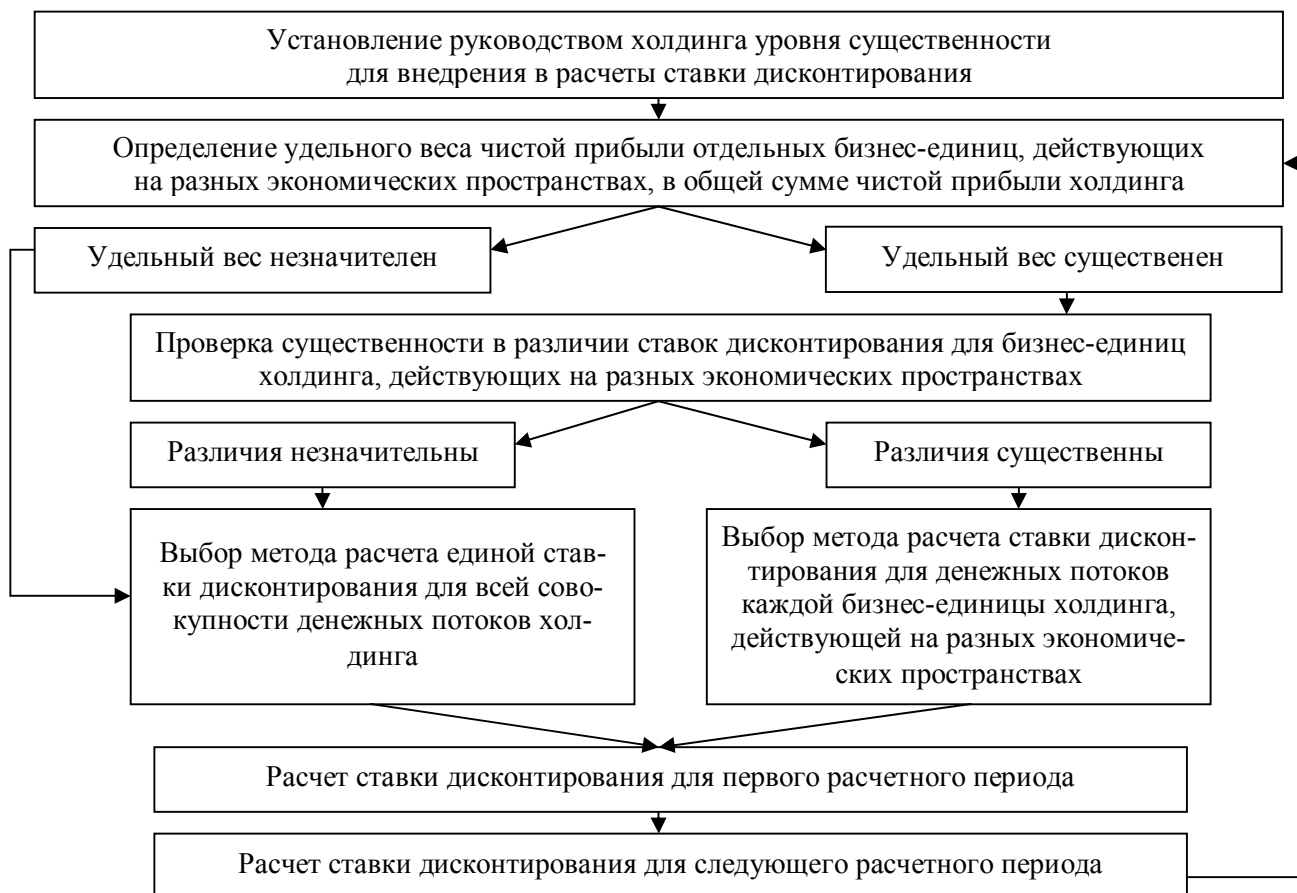 Установление руководством холдинга уровня существенности
для внедрения в расчеты ставки дисконтирования
Определение удельного веса чистой прибыли отдельных бизнес-единиц, действующих
на разных экономических пространствах, в общей сумме чистой прибыли холдинга
Удельный вес незначителен
Удельный вес существенен
Проверка существенности в различии ставок дисконтирования для бизнес-единиц
холдинга, действующих на разных экономических пространствах
Различия незначительны
Различия существенны
Выбор метода расчета единой став-
ки дисконтирования для всей сово-
купности денежных потоков хол-
динга
Выбор метода расчета ставки дискон-
тирования для денежных потоков
каждой бизнес-единицы холдинга,
действующей на разных экономиче-
ских пространствах
Расчет ставки дисконтирования для первого расчетного периода
Расчет ставки дисконтирования для следующего расчетного периода